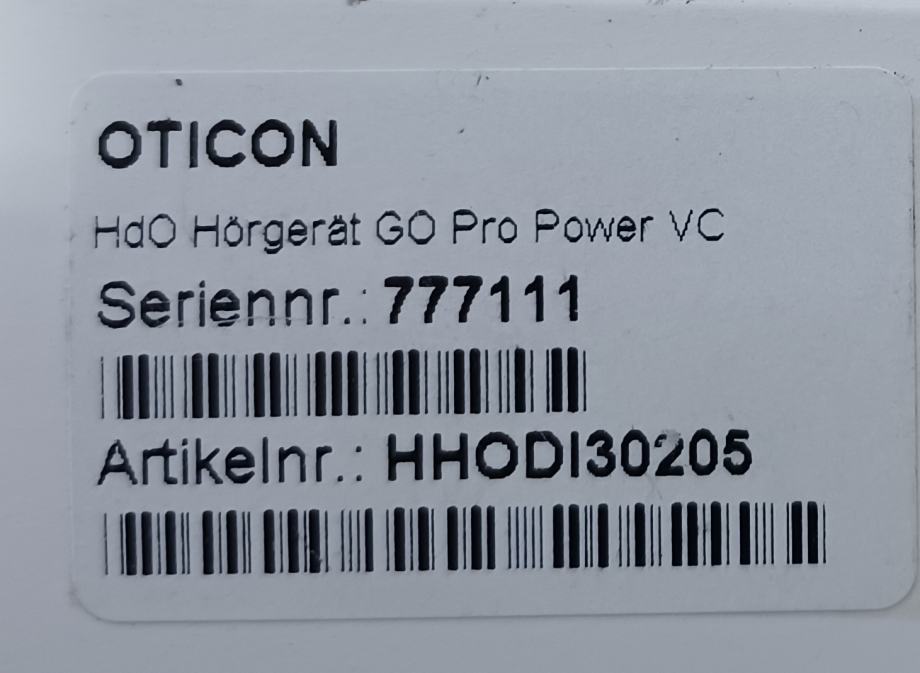 OTICON
HdO Hörgerät GO Pro Power VC
Seriennr.: 777111
Artikelnr.: HHODI30205